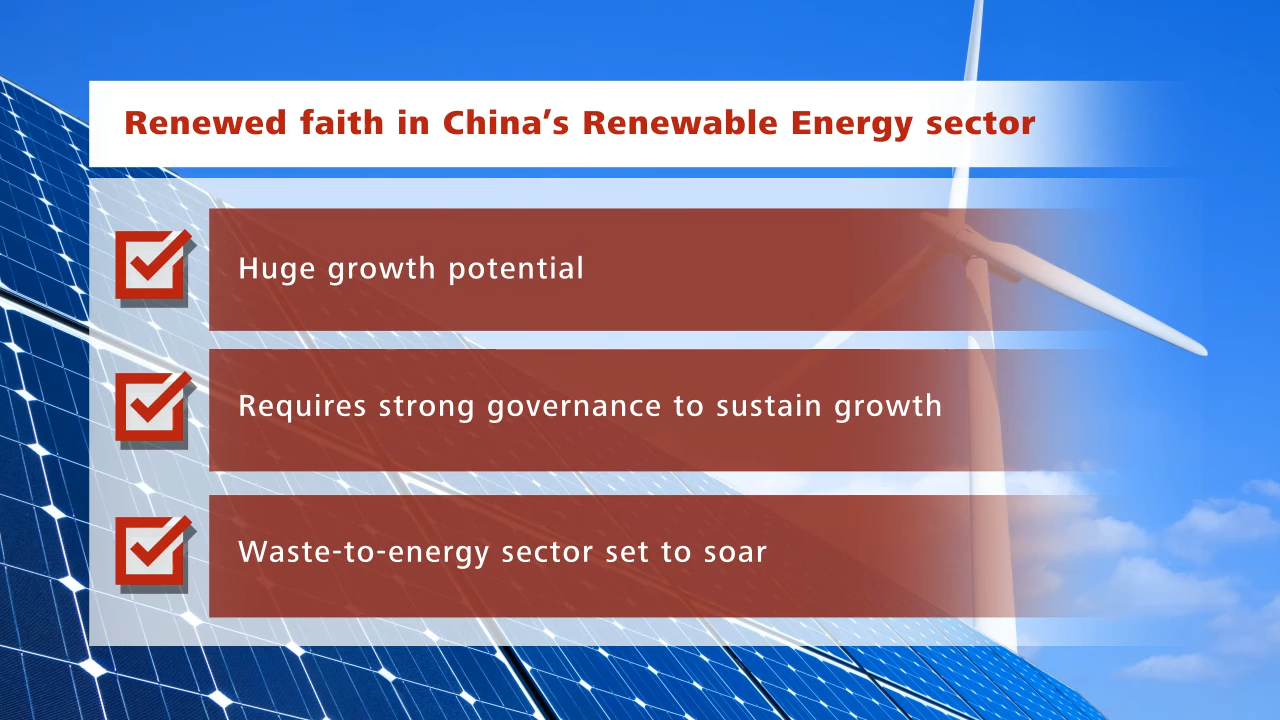 Renewed faith in China’s Renewable Energy sector
Huge growth potential
Requires strong governance to sustain growth
Waste-to-energy sector set to soar